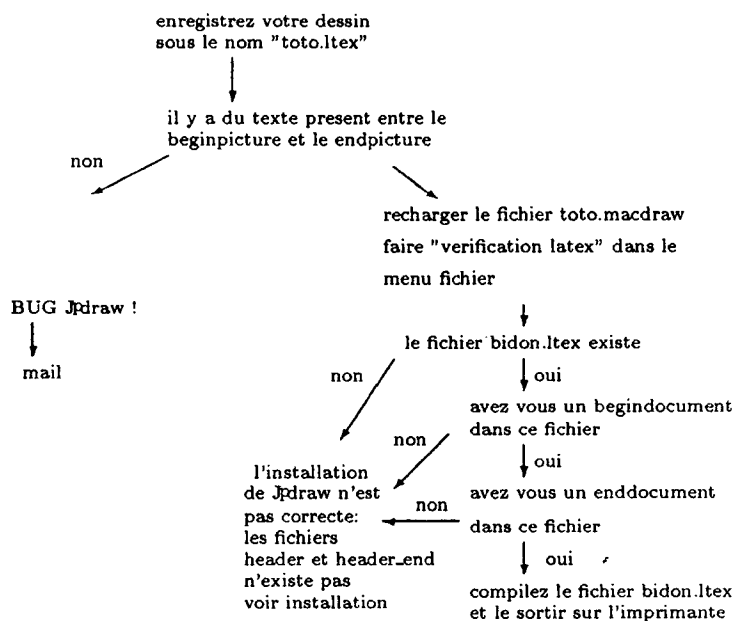 enregistrez votre dessin
sous le nom "toto.ltex"
il y a du texte present entre le
beginpicture et le endpicture
non
recharger le fichier toto.macdraw
faire "verification latex" dans le
menu fichier
BUG Jpdraw !
mail
le fichier bidon.ltex existe
non
oui
avez vous un begindocument
dans ce fichier
non
oui
l'installation
de Jpdraw n'est
pas correcte:
les fichiers
header et header_end
n'existe pas
voir installation
avez vous un enddocument
dans ce fichier
non
oui
compilez le fichier bidon.ltex
et le sortir sur l'imprimante